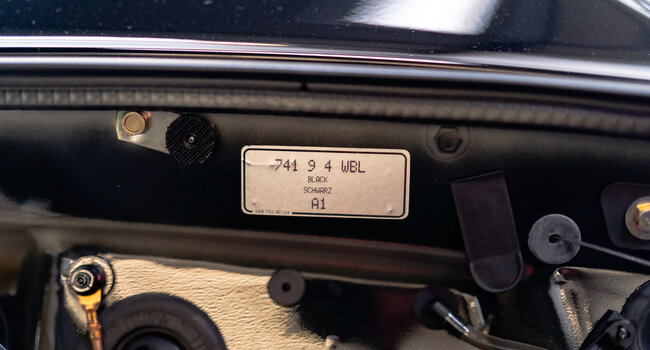 741 9 4 WBL
BLACK
SCHWARZ
A1